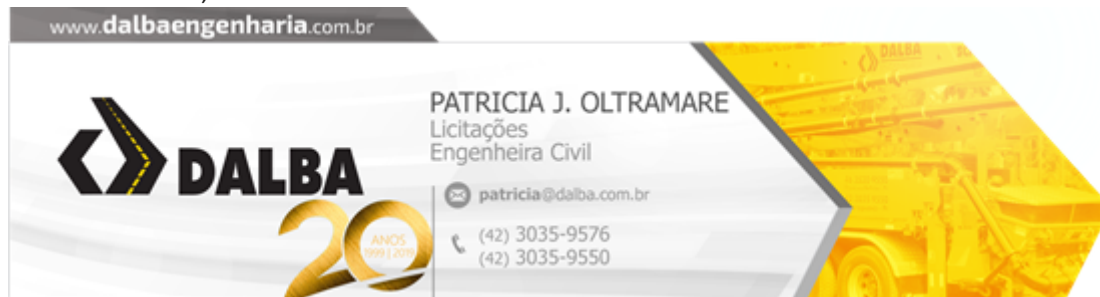 www.dalbaengenharia.com.br
DALBA
PATRICIA J. OLTRAMARE
Licitações
Engenheira Civil
DALBA
patricia@dalba.com.br
20
ANOS
1999 | 2019
(42) 3035-9576
(42) 3035-9550